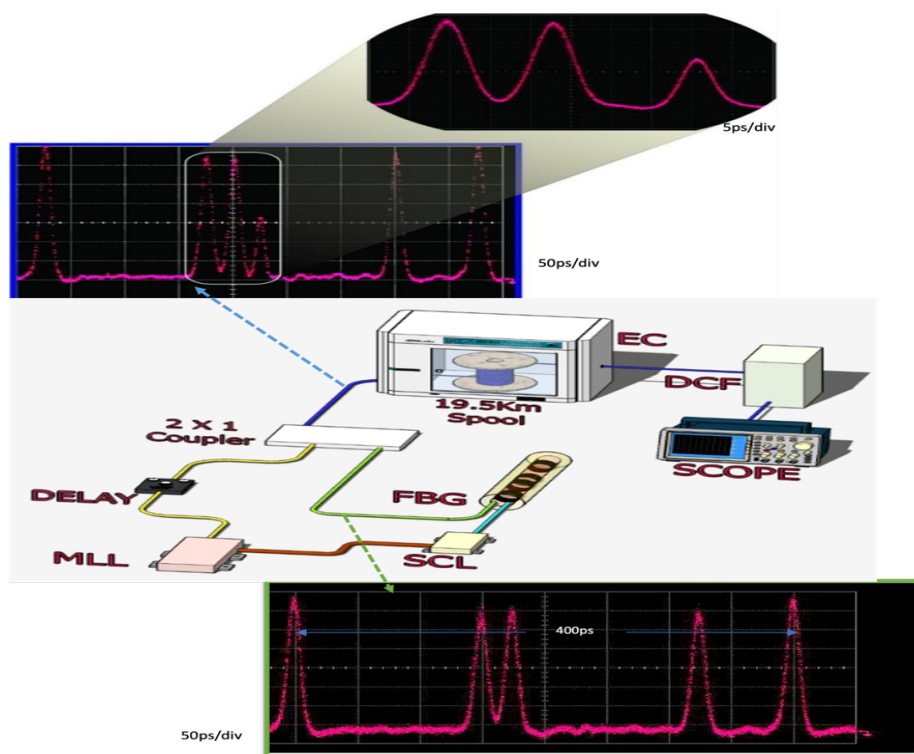 5ps/div
50ps/div
EC
DCF
19.5Km
Spool
2 X 1
Coupler
SCOPE
DELAY
FBG
MLL
SCL
400ps
50ps/div